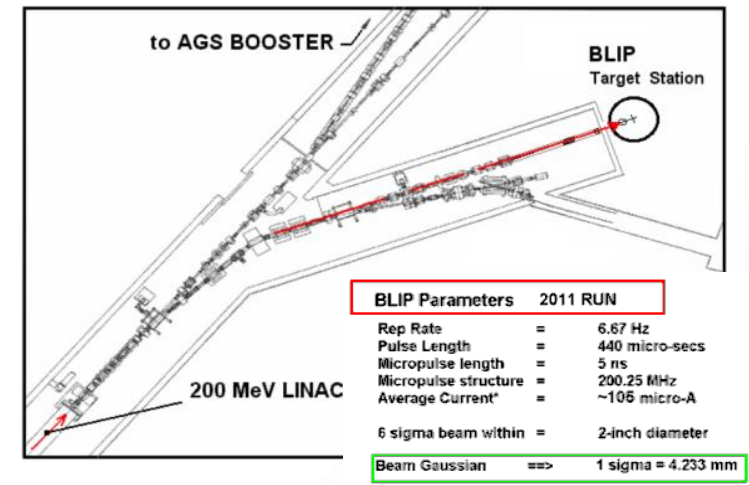 to AGS BOOSTER
BLIP
Target Station
200 MeV LINAC
BLIP Parameters 2011 RUN
Rep Rate = 6.67 Hz
Pulse Length = 440 micro-secs
Micropulse length = 5 ns
Micropulse structure = 200.25 MHz
Average Current* = ~105 micro-A
6 sigma beam within = 2-inch diameter
Beam Gaussian ==> 1 sigma = 4.233 mm